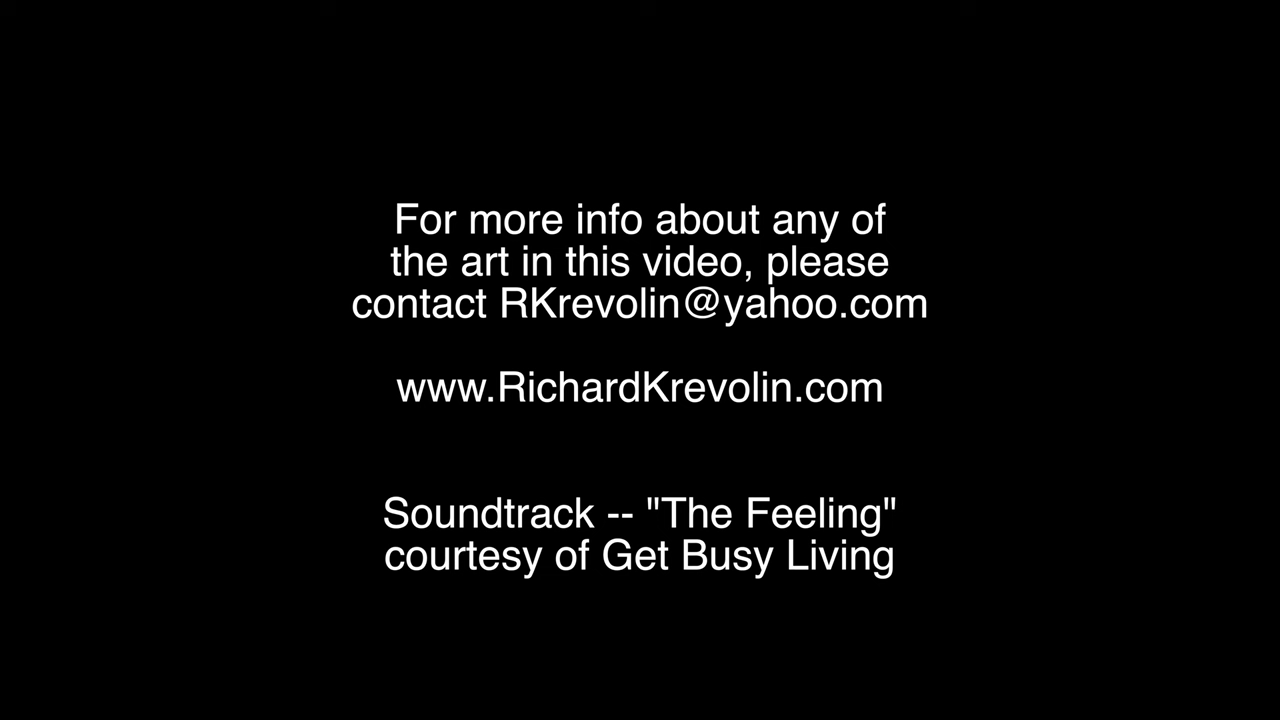 For more info about any of
the art in this video, please
contact RKrevolin@yahoo.com
www.RichardKrevolin.com
Soundtrack -- "The Feeling"
courtesy of Get Busy Living